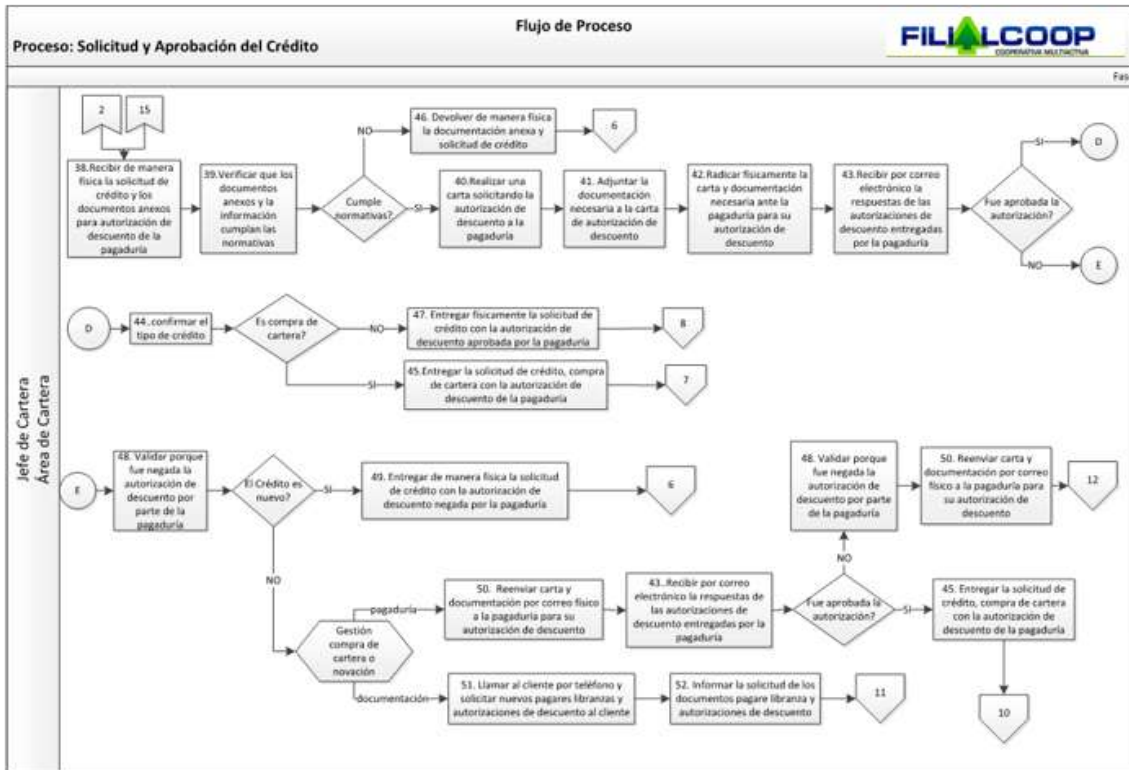 Flujo de Proceso
Proceso: Solicitud y Aprobación del Crédito
FILIALCOOP
COOPERATIVA MULTIACTIVA
Fas
Jefe de Cartera
Área de Cartera
2
15
38.Recibir de manera
física la solicitud de
crédito y los
documentos anexos
para autorización de
descuento de la
pagaduría
39.Verificar que los
documentos
anexos y la
información
cumplan las
normativas
Cumple
normativas?
NO
46. Devolver de manera física
la documentación anexa y
solicitud de crédito
6
SI
40.Realizar una
carta solicitando la
autorización de
descuento a la
pagaduría
41. Adjuntar la
documentación
necesaria a la carta
de autorización de
descuento
42.Radicar físicamente la
carta y documentación
necesaria ante la
pagaduría para su
autorización de
descuento
43.Recibir por correo
electrónico la
respuestas de las
autorizaciones de
descuento entregadas
por la pagaduría
Fue aprobada la
autorización?
SI
D
NO
E
D
44..confirmar el
tipo de crédito
Es compra de
cartera?
NO
47. Entregar físicamente la solicitud de
crédito con la autorización de
descuento aprobada por la pagaduría
8
SI
45.Entregar la solicitud de crédito, compra
de cartera con la autorización de
descuento de la pagaduría
7
E
48. Validar porque
fue negada la
autorización de
descuento por
parte de la
pagaduría
El Crédito es
nuevo?
SI
49. Entregar de manera física la solicitud
de crédito con la autorización de
descuento negada por la pagaduría
6
48. Validar porque
fue negada la
autorización de
descuento por parte
de la pagaduría
50. Reenviar carta y
documentación por correo
físico a la pagaduría para
su autorización de
descuento
12
NO
Gestión
compra de
cartera o
novación
pagaduría
50. Reenviar carta y
documentación por correo físico
a la pagaduría para su
autorización de descuento
43..Recibir por correo
electrónico la respuestas de
las autorizaciones de
descuento entregadas por la
pagaduría
Fue aprobada la
autorización?
NO
SI
45. Entregar la solicitud de
crédito, compra de cartera
con la autorización de
descuento de la pagaduría
10
documentación
51. Llamar al cliente por teléfono y
solicitar nuevos pagares libranzas y
autorizaciones de descuento al cliente
52. Informar la solicitud de los
documentos pagare libranza y
autorizaciones de descuento
11